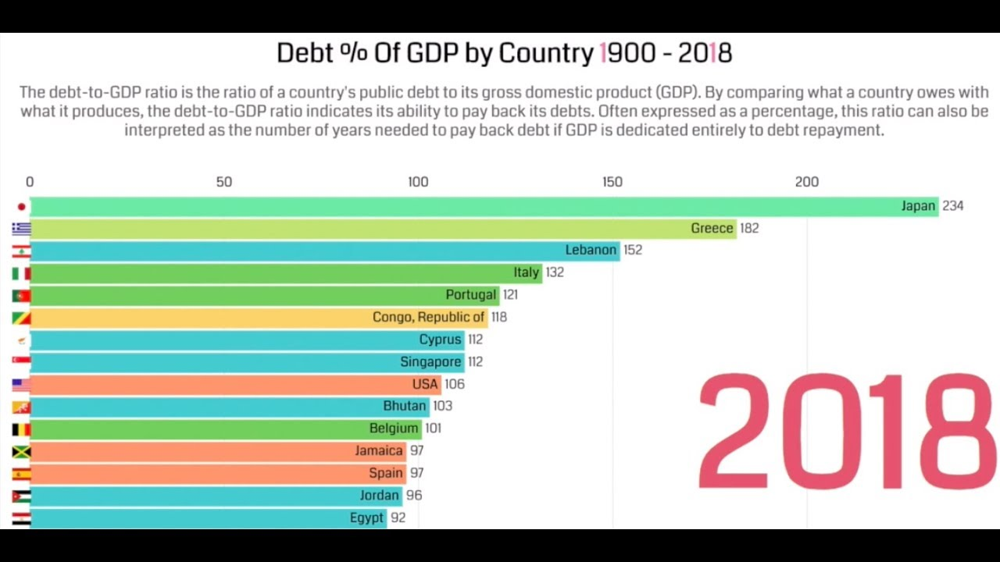 Debt % Of GDP by Country 1900 - 2018
The debt-to-GDP ratio is the ratio of a country's public debt to its gross domestic product (GDP). By comparing what a country owes with
what it produces, the debt-to-GDP ratio indicates its ability to pay back its debts. Often expressed as a percentage, this ratio can also be
interpreted as the number of years needed to pay back debt if GDP is dedicated entirely to debt repayment.
0 50 100 150 200
Japan 234
Greece 182
Lebanon 152
Italy 132
Portugal 121
Congo, Republic of 118
Cyprus 112
Singapore 112
USA 106
Bhutan 103
Belgium 101
Jamaica 97
Spain 97
Jordan 96
Egypt 92
2018